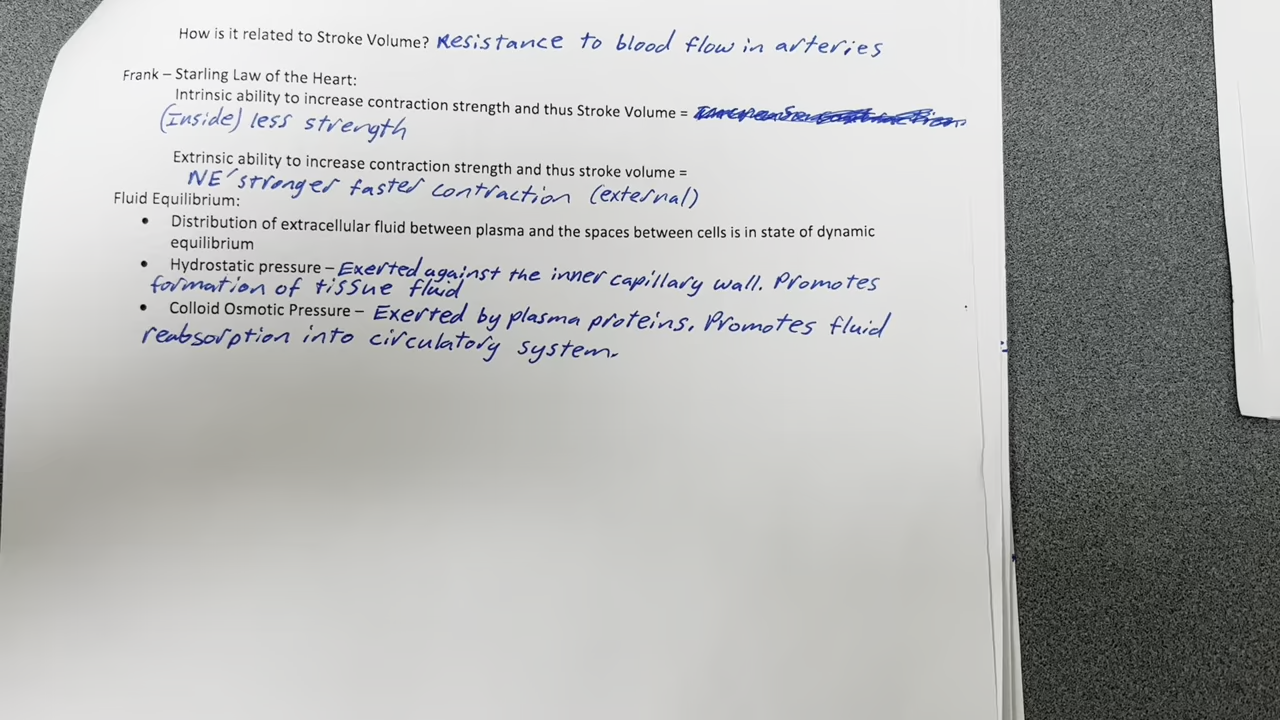 How is it related to Stroke Volume? Resistance to blood flow in arteries
Frank – Starling Law of the Heart:
Intrinsic ability to increase contraction strength and thus Stroke Volume =
(Inside) less strength
Extrinsic ability to increase contraction strength and thus stroke volume =
NE' stronger faster contraction (external)
Fluid Equilibrium:
• Distribution of extracellular fluid between plasma and the spaces between cells is in state of dynamic
equilibrium
• Hydrostatic pressure – Exerted against the inner capillary wall. Promotes
formation of tissue fluid
• Colloid Osmotic Pressure – Exerted by plasma proteins. Promotes fluid
reabsorption into circulatory system.